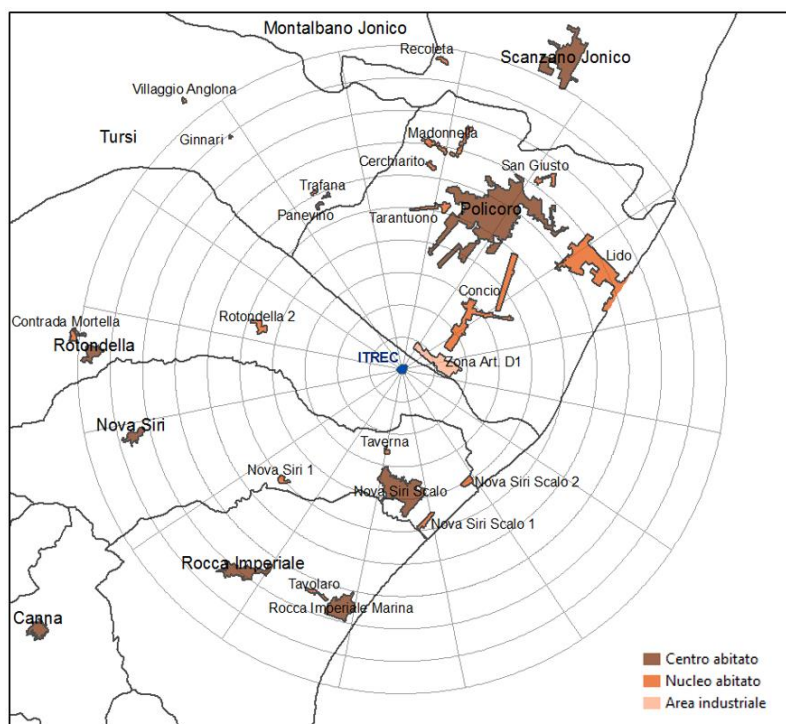 Montalbano Jonico
Recoleta
Scanzano Jonico
Villaggio Anglona
Tursi
Ginnari
Madonnella
Cerchiarito
San Giusto
Trafana
Panevino
Tarantuono
Policoro
Lido
Concio
Contrada Mortella
Rotondella 2
Rotondella
ITREC
Zona Art. D1
Nova Siri
Taverna
Nova Siri 1
Nova Siri Scalo
Nova Siri Scalo 2
Nova Siri Scalo 1
Rocca Imperiale
Tavolaro
Rocca Imperiale Marina
Canna
Centro abitato
Nucleo abitato
Area industriale